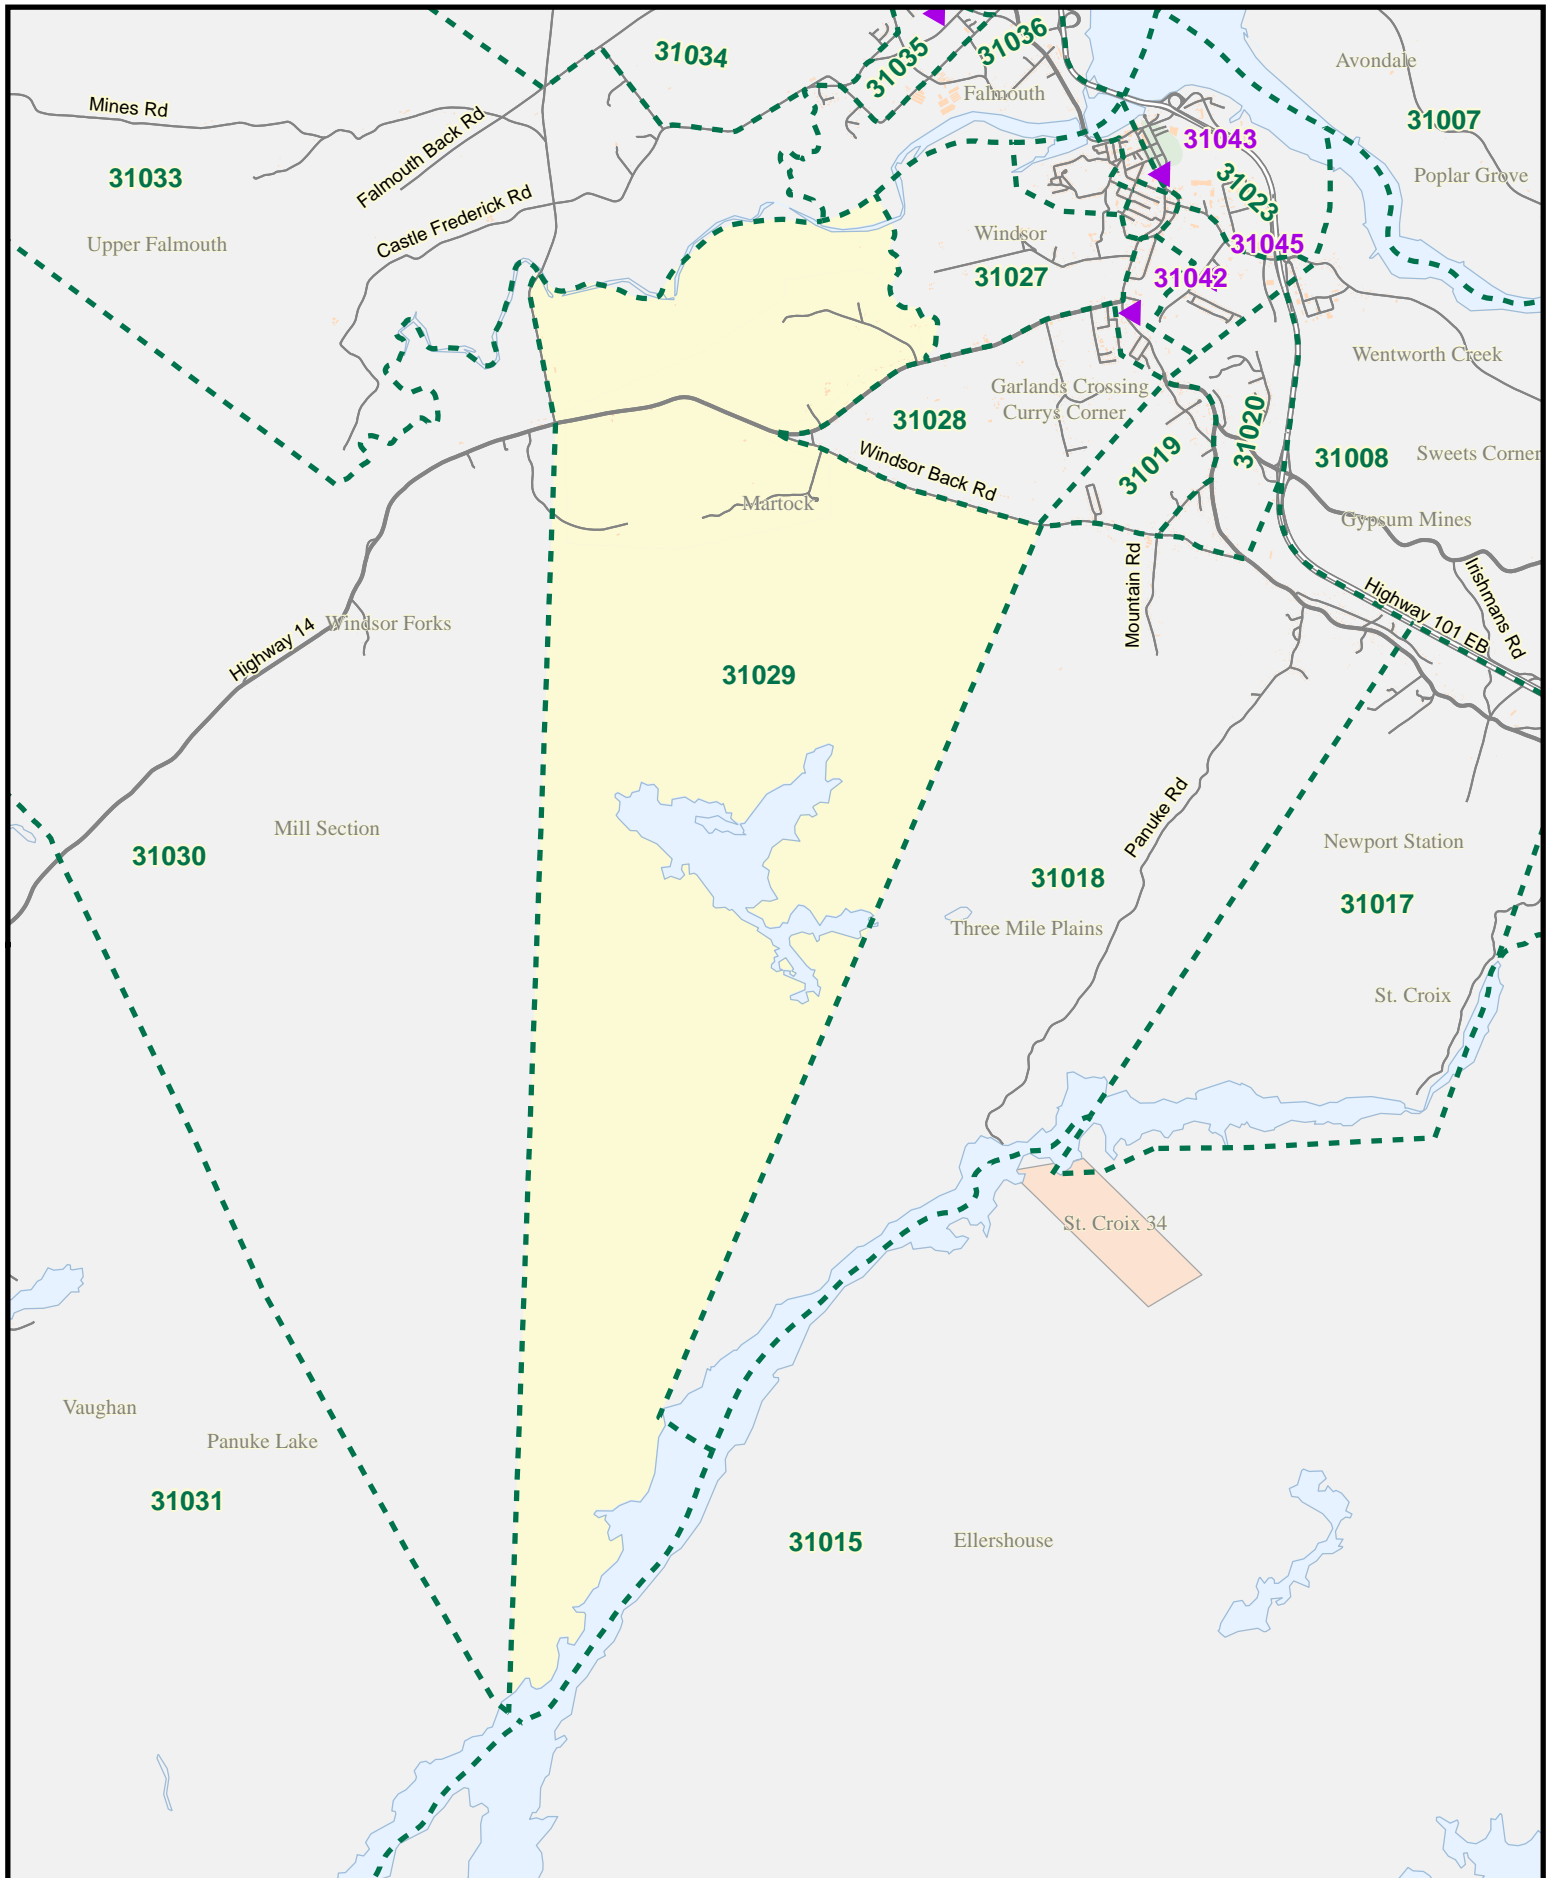 31034
31035
31036
Avondale
Mines Rd
Falmouth Back Rd
Falmouth
31007
31043
31033
31023
Poplar Grove
Castle Frederick Rd
Upper Falmouth
Windsor
31045
31027
31042
Wentworth Creek
Garlands Crossing
Currys Corner
31028
31020
31019
31008
Sweets Corner
Windsor Back Rd
Martock
Gypsum Mines
Mountain Rd
Irishmans Rd
Highway 101 EB
Highway 14
Windsor Forks
31029
Panuke Rd
Mill Section
31030
Newport Station
31018
31017
Three Mile Plains
St. Croix
St. Croix 34
Vaughan
Panuke Lake
31031
31015
Ellershouse